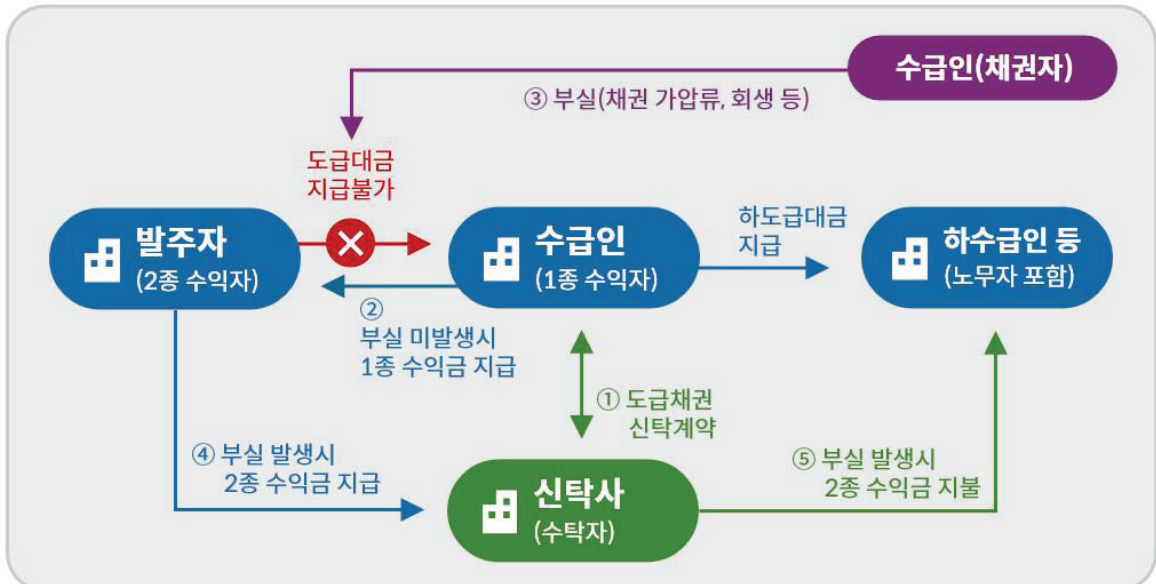 수급인(채권자)
③ 부실(채권 가압류, 회생 등)
도급대금
지급불가
발주자
(2종 수익자)
수급인
(1종 수익자)
하도급대금
지급
하수급인 등
(노무자 포함)
②
부실 미발생시
1종 수익금 지급
① 도급채권
신탁계약
④ 부실 발생시
2종 수익금 지급
신탁사
(수탁자)
⑤ 부실 발생시
2종 수익금 지불